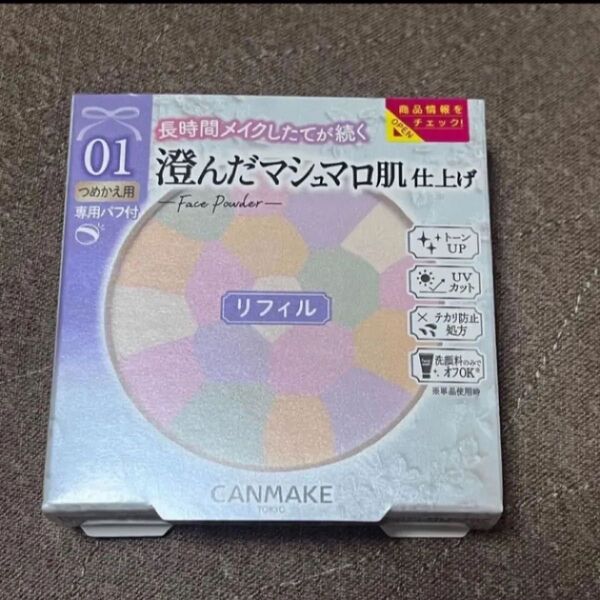 商品情報を
チェック!
OPEN
長時間メイクしたてが続く
01
つめかえ用
専用パフ付
澄んだマシュマロ肌仕上げ
Face Powder
トーン
UP
UV
カット
テカリ防止
処方
洗顔料のみで
オフOK※
※単品使用時
リフィル
CANMAKE
TOKYO